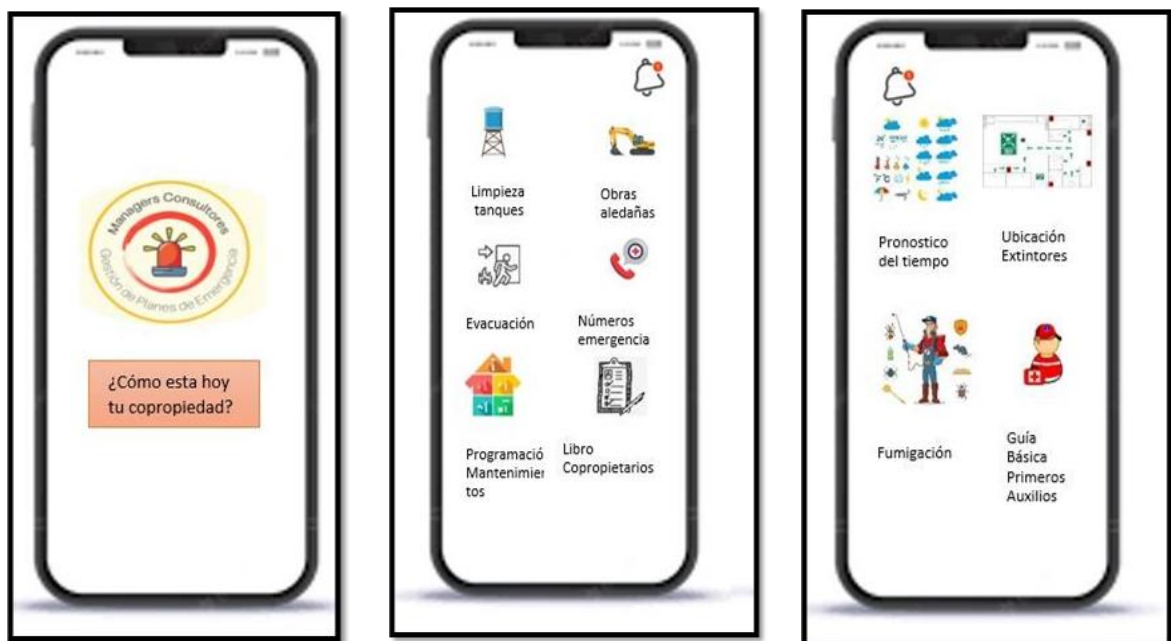 Managers Consultores
Gestión de Planes de Emergencia
¿Cómo esta hoy
tu copropiedad?
Limpieza
tanques
Obras
aledañas
Evacuación
Números
emergencia
Programació
Mantenimier
tos
Libro
Copropietarios
Pronostico
del tiempo
Ubicación
Extintores
Fumigación
Guía
Básica
Primeros
Auxilios